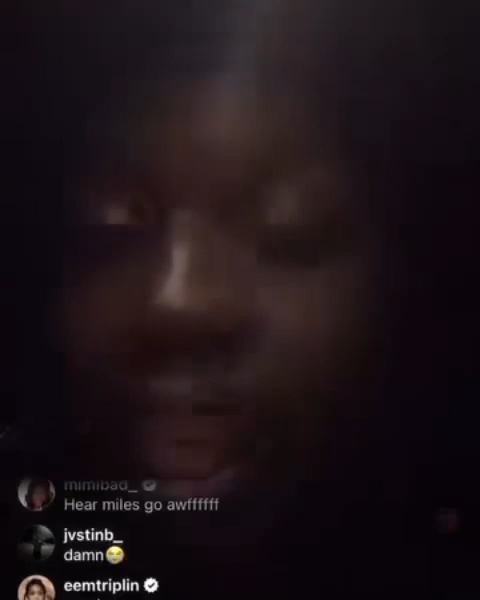 mimibad_
Hear miles go awffffff
jvstinb_
damn😭
eemtriplin